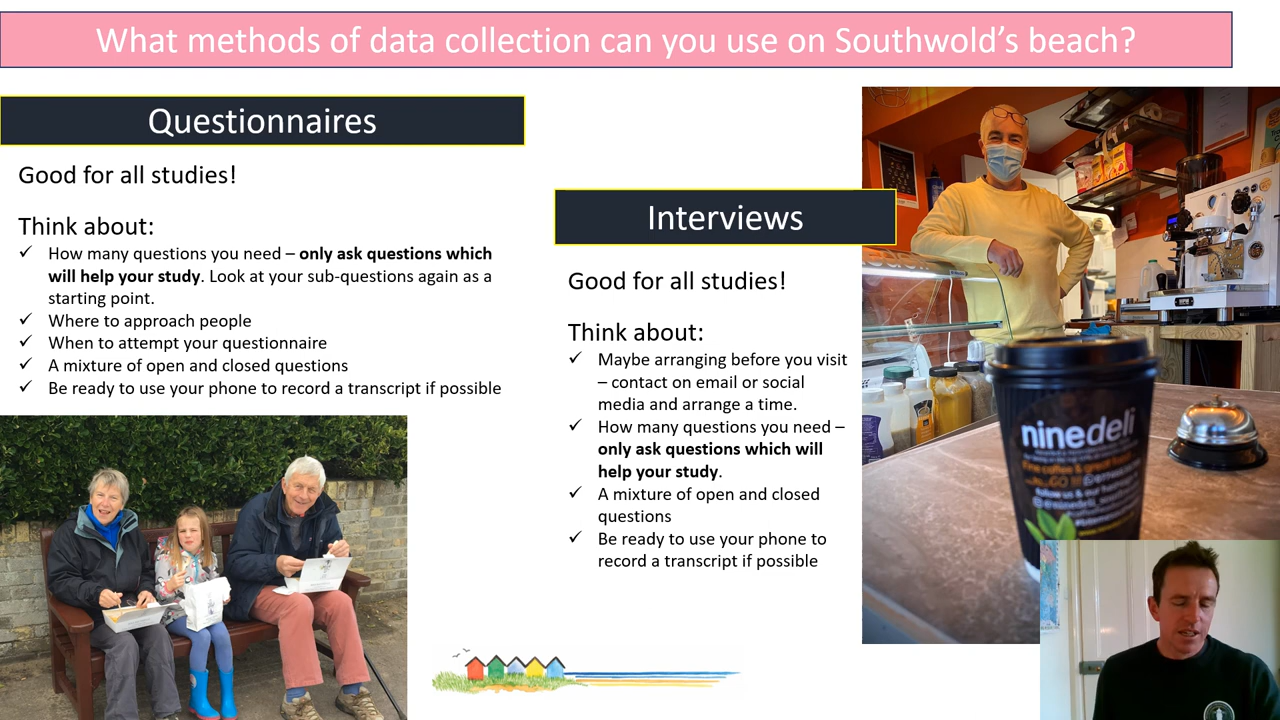 What methods of data collection can you use on Southwold's beach?
Questionnaires
Good for all studies!
Think about:
✓ How many questions you need – only ask questions which
will help your study. Look at your sub-questions again as a
starting point.
✓ Where to approach people
✓ When to attempt your questionnaire
✓ A mixture of open and closed questions
✓ Be ready to use your phone to record a transcript if possible
Interviews
Good for all studies!
Think about:
✓ Maybe arranging before you visit
– contact on email or social
media and arrange a time.
✓ How many questions you need –
only ask questions which will
help your study.
✓ A mixture of open and closed
questions
✓ Be ready to use your phone to
record a transcript if possible
ninedeli